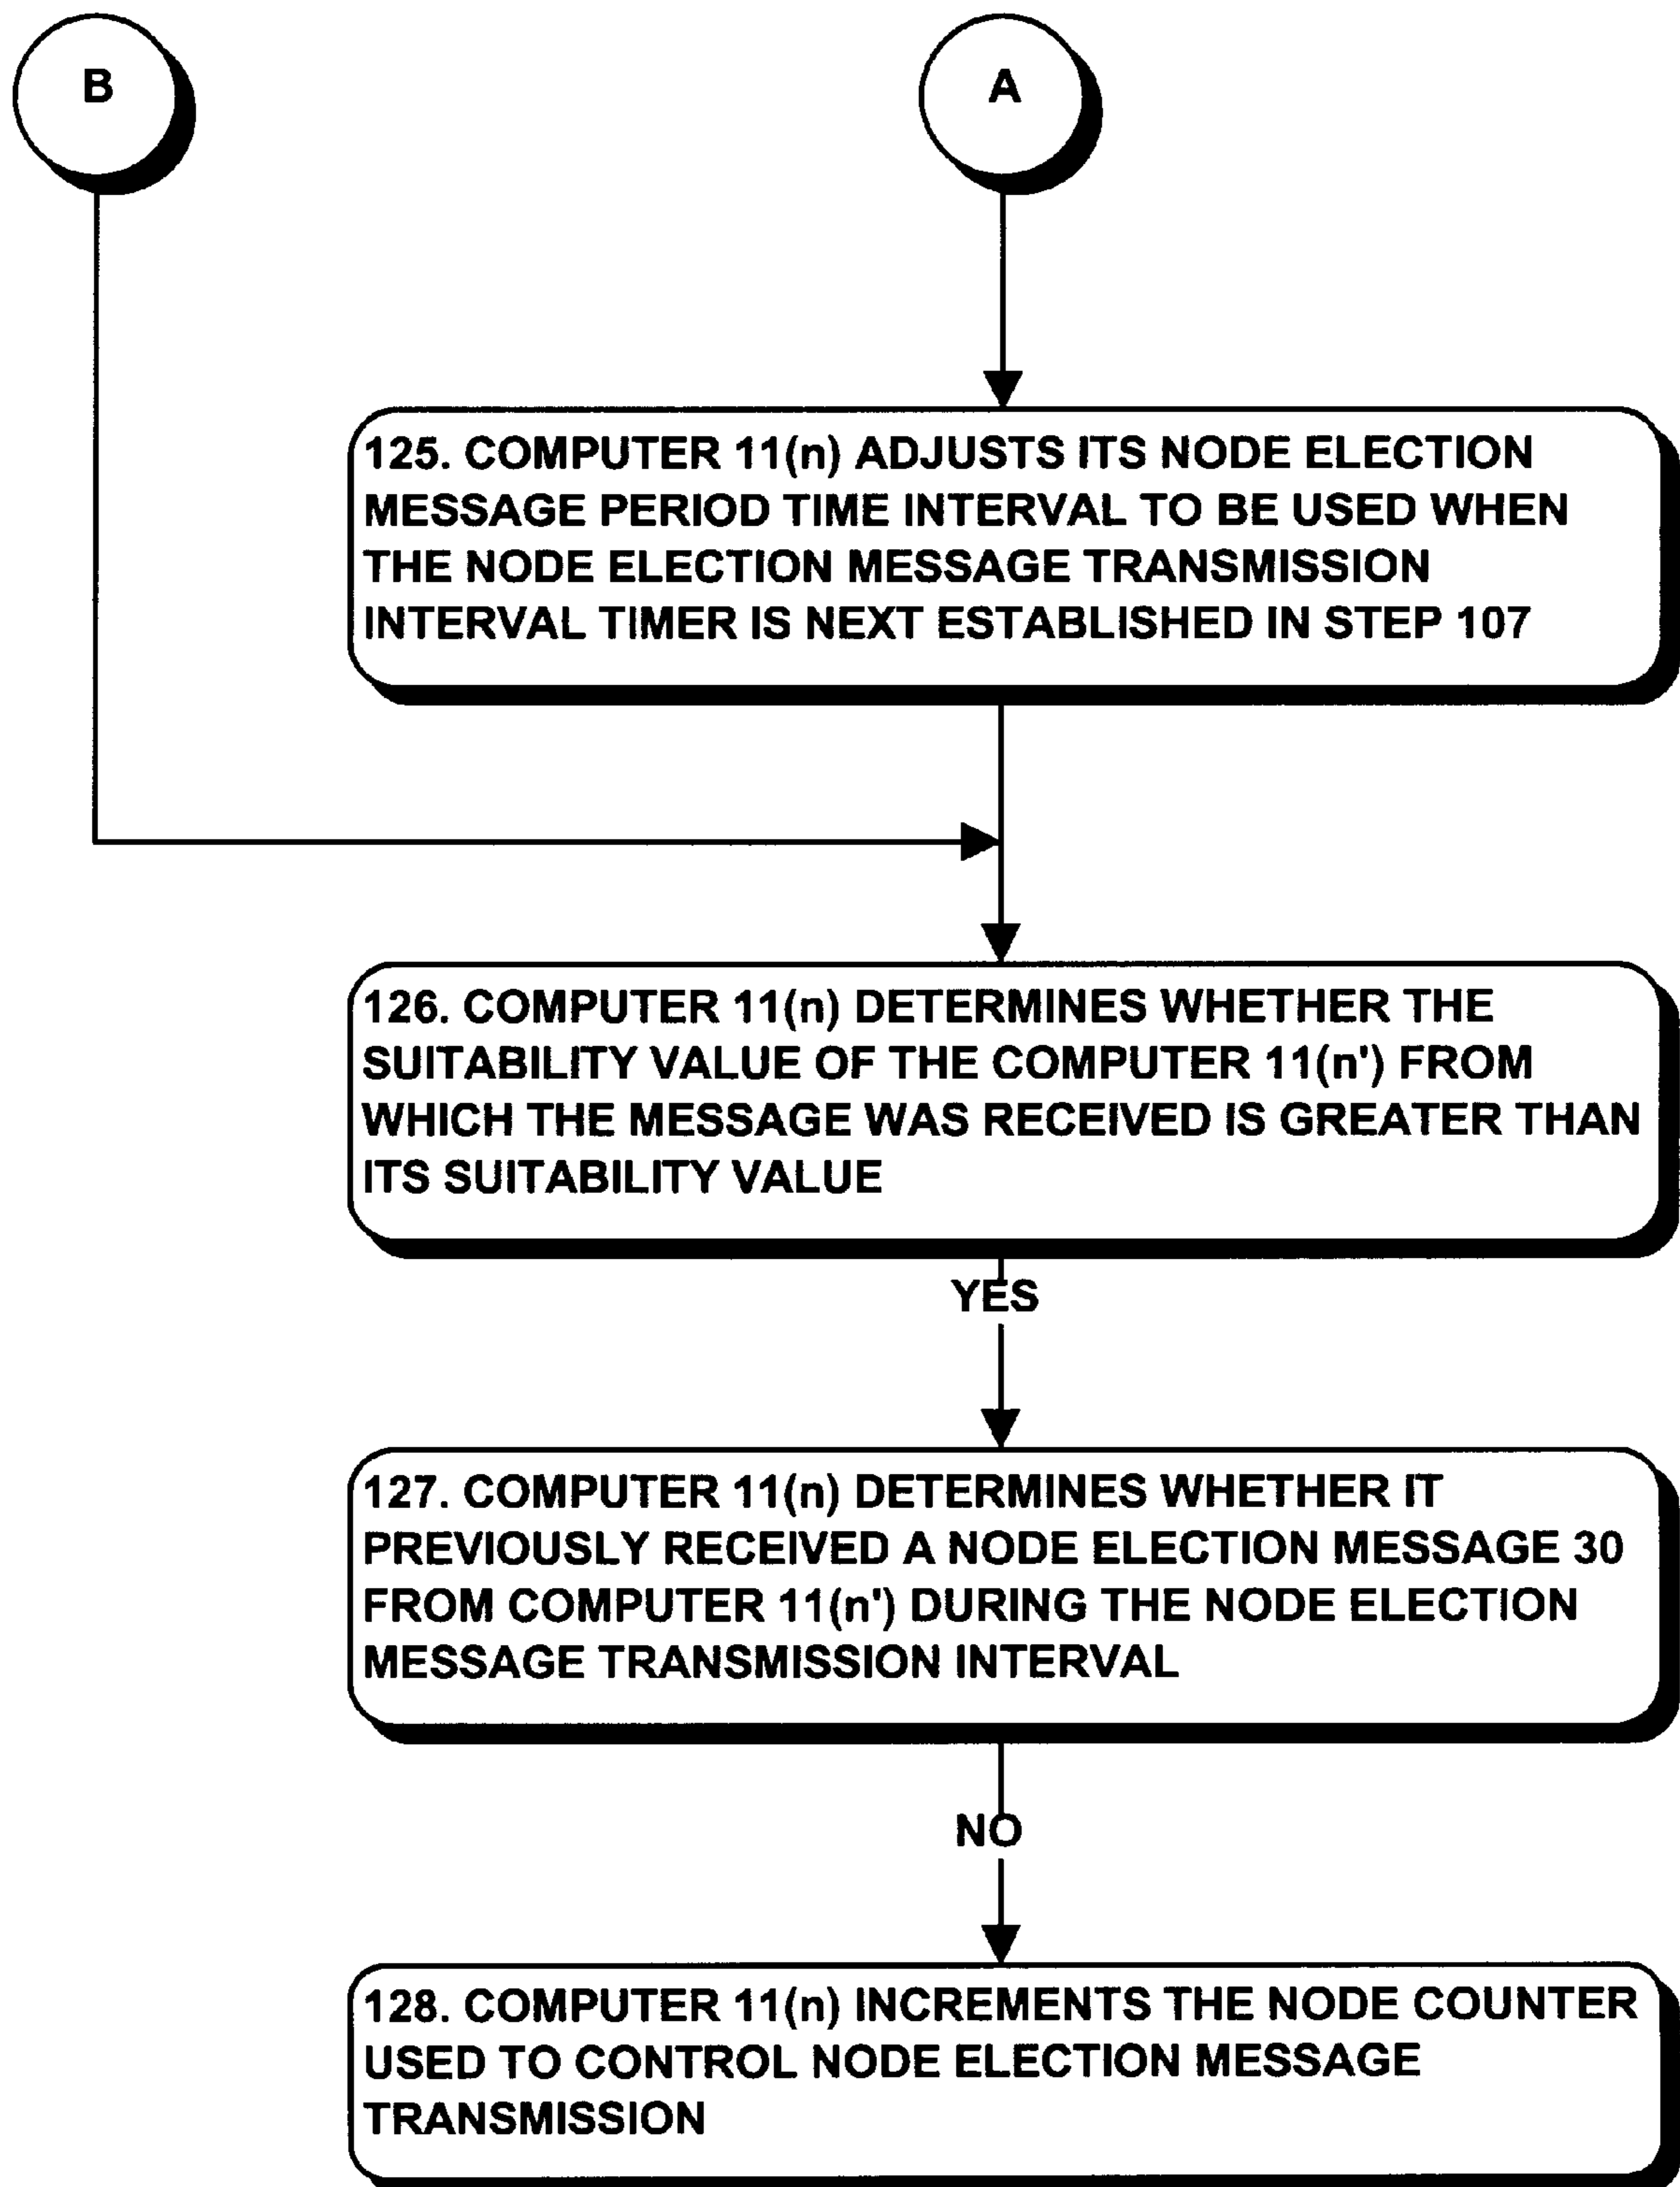 B
A
125. COMPUTER 11(n) ADJUSTS ITS NODE ELECTION
MESSAGE PERIOD TIME INTERVAL TO BE USED WHEN
THE NODE ELECTION MESSAGE TRANSMISSION
INTERVAL TIMER IS NEXT ESTABLISHED IN STEP 107
126. COMPUTER 11(n) DETERMINES WHETHER THE
SUITABILITY VALUE OF THE COMPUTER 11(n') FROM
WHICH THE MESSAGE WAS RECEIVED IS GREATER THAN
ITS SUITABILITY VALUE
YES
127. COMPUTER 11(n) DETERMINES WHETHER IT
PREVIOUSLY RECEIVED A NODE ELECTION MESSAGE 30
FROM COMPUTER 11(n') DURING THE NODE ELECTION
MESSAGE TRANSMISSION INTERVAL
NO
128. COMPUTER 11(n) INCREMENTS THE NODE COUNTER
USED TO CONTROL NODE ELECTION MESSAGE
TRANSMISSION